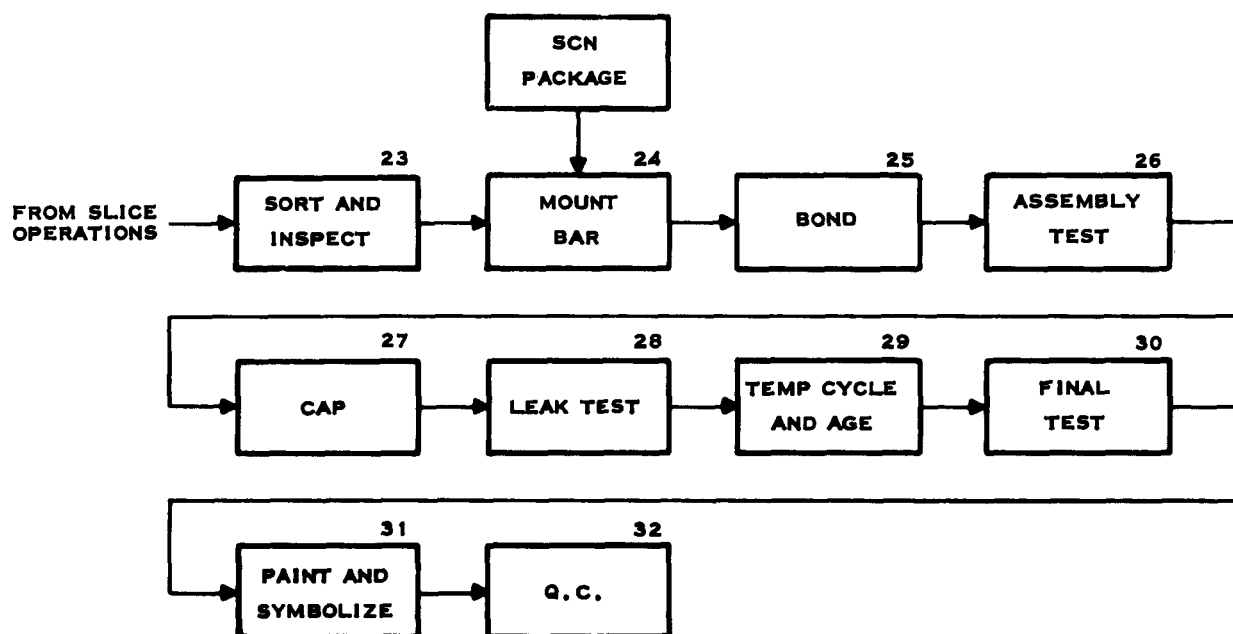 SCN
PACKAGE
23
24
25
26
FROM SLICE
OPERATIONS
SORT AND
INSPECT
MOUNT
BAR
BOND
ASSEMBLY
TEST
27
28
29
30
CAP
LEAK TEST
TEMP CYCLE
AND AGE
FINAL
TEST
31
32
PAINT AND
SYMBOLIZE
Q.C.